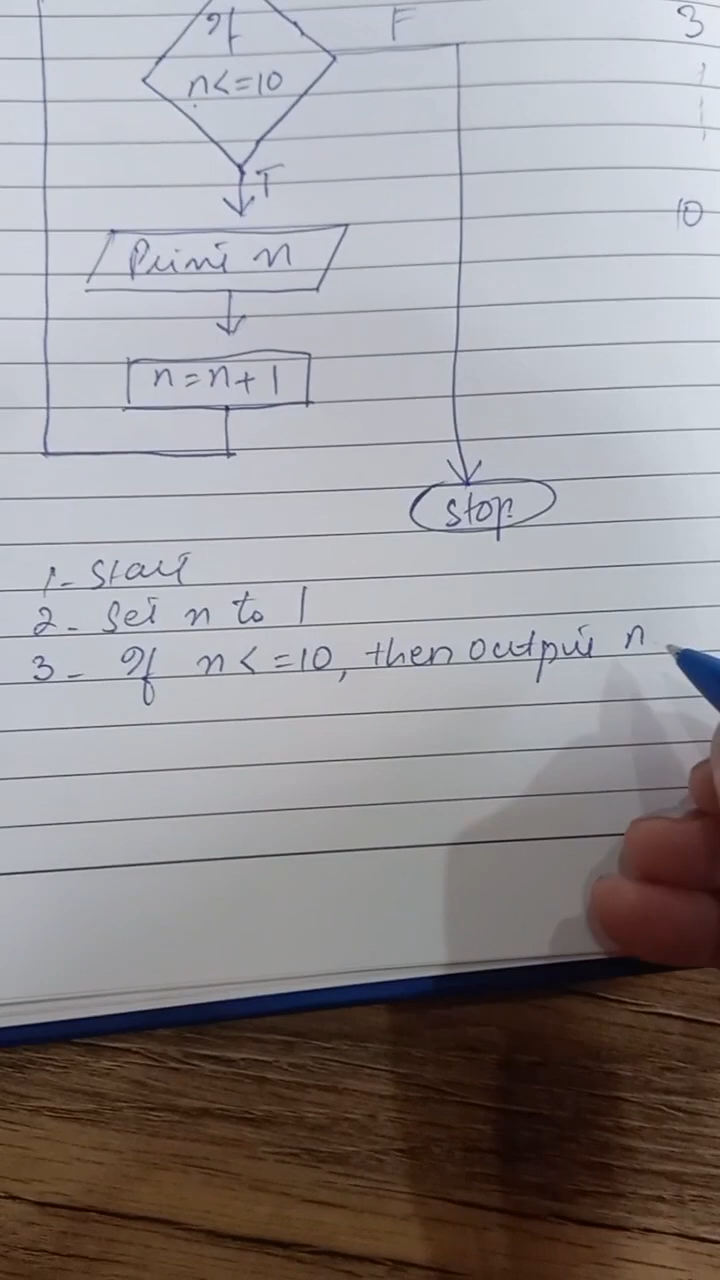 If F 3
n<=10
T
10
Print n
n=n+1
stop
1- Start
2- Set n to 1
3- If n<=10, then output n